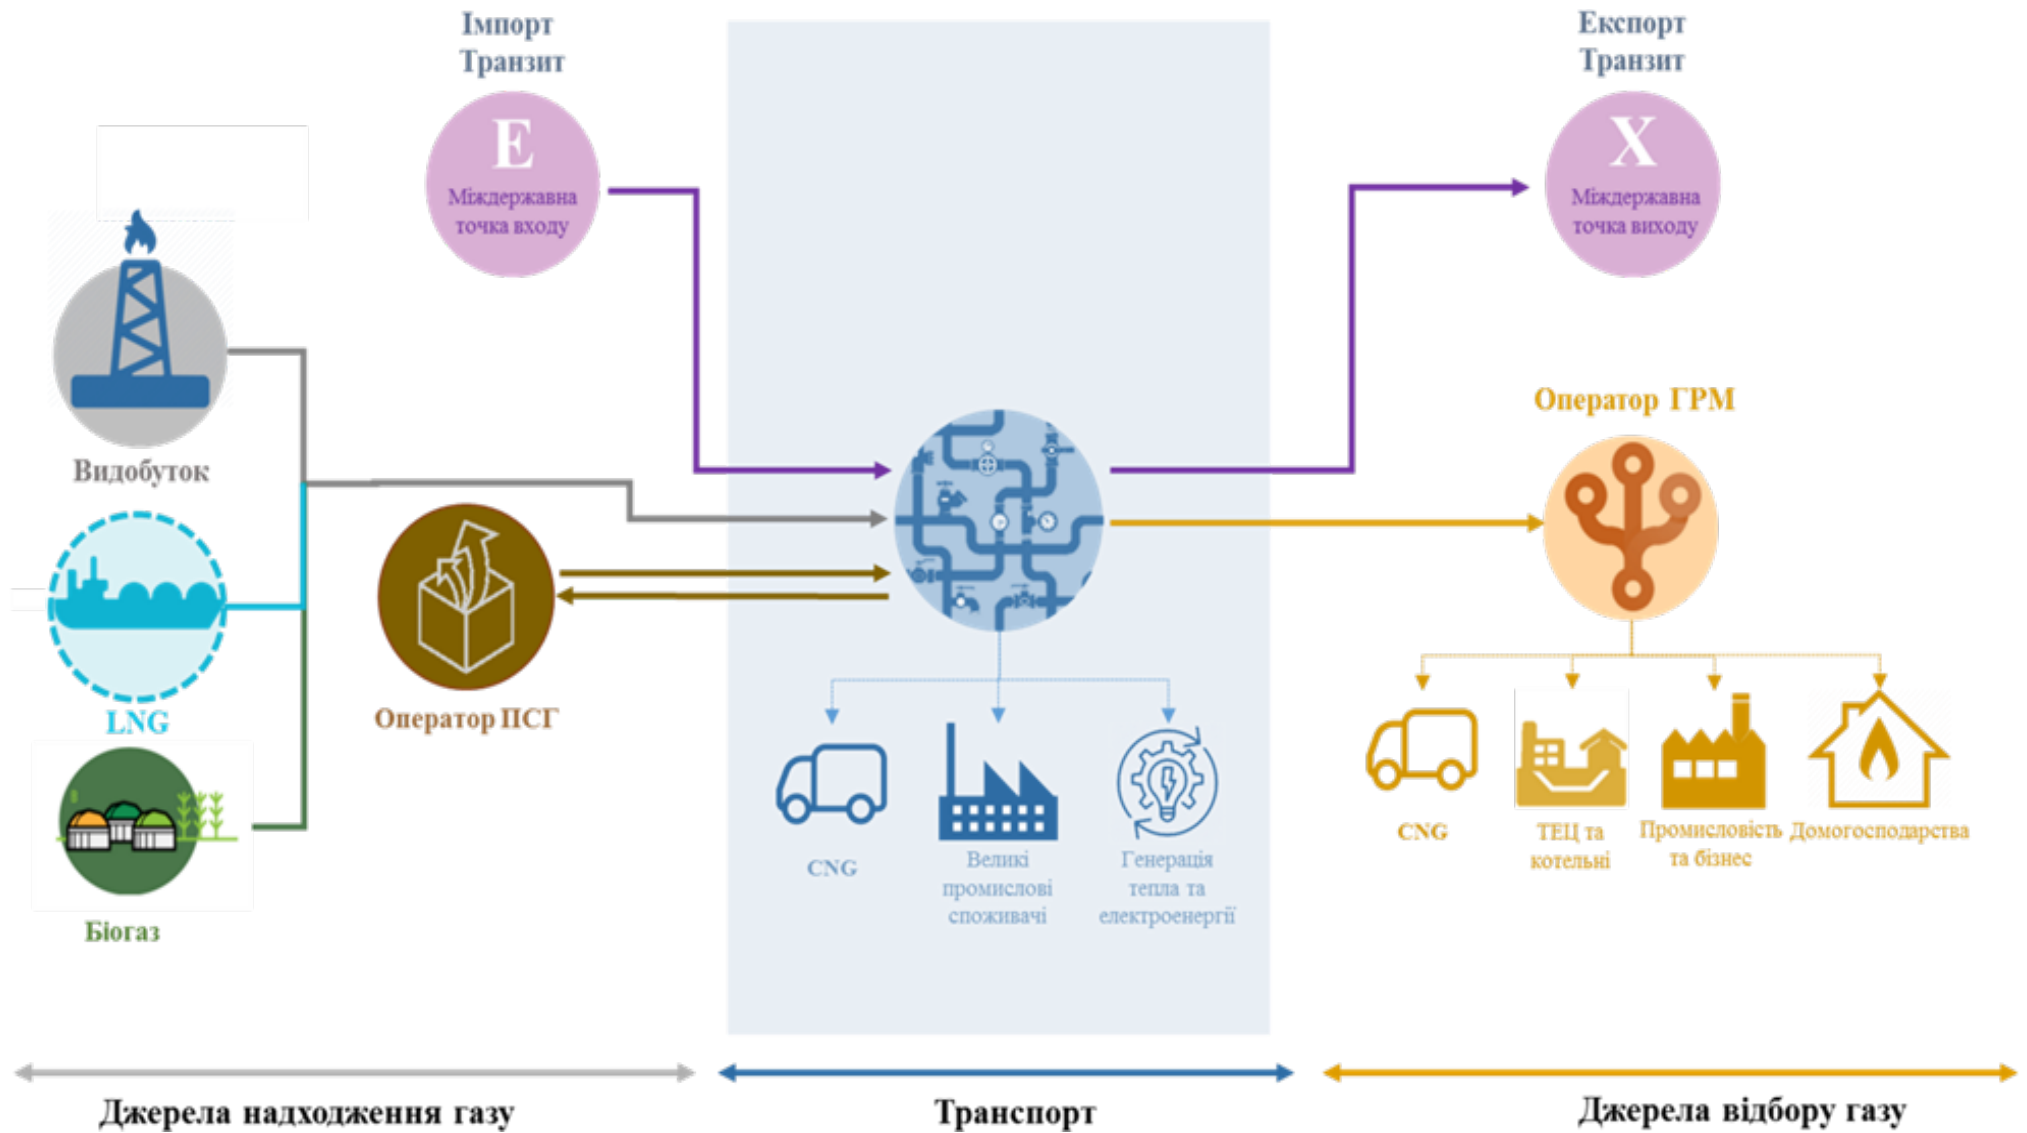 Імпорт
Транзит
E
Міждержавна
точка входу
Експорт
Транзит
X
Міждержавна
точка виходу
Видобуток
LNG
Біогаз
Оператор ПСГ
Оператор ГРМ
CNG
Великі
промислові
споживачі
Генерація
тепла та
електроенергії
CNG
ТЕЦ та
котельні
Промисловість
та бізнес
Домогосподарства
Джерела надходження газу
Транспорт
Джерела відбору газу